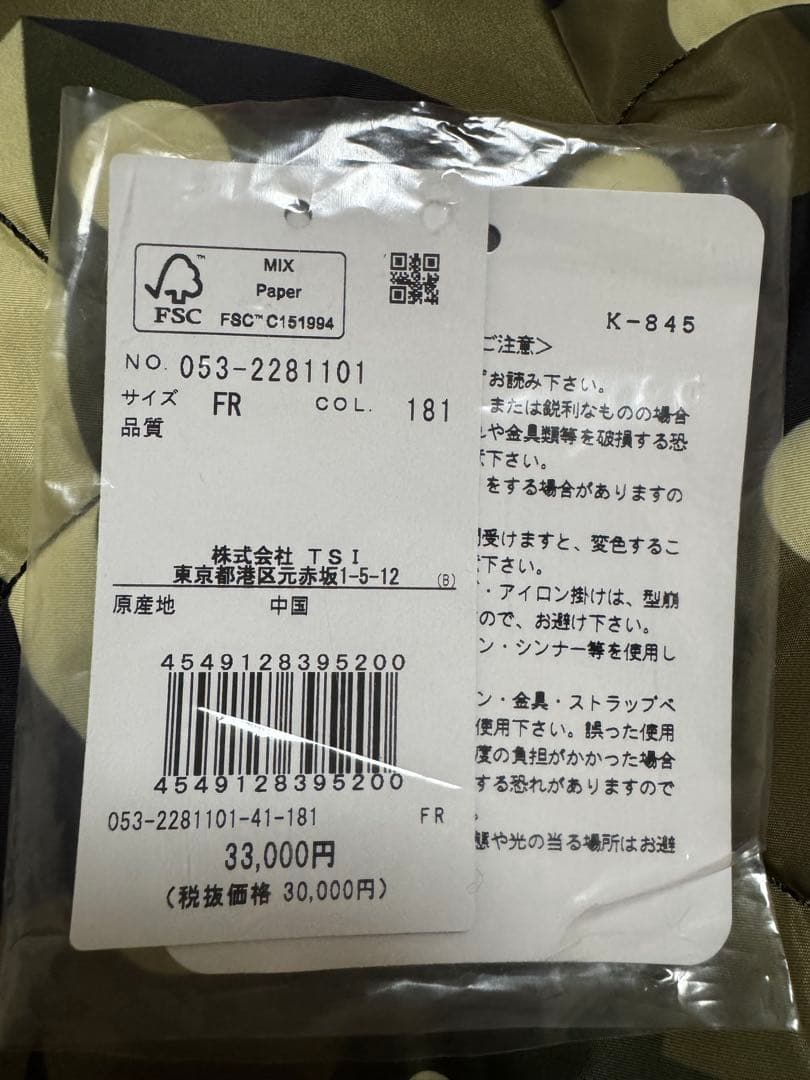 MIX
Paper
FSC™ C151994
FSC
NO. 053-2281101
サイズ FR COL. 181
品質
株式会社 TSI
東京都港区元赤坂1-5-12 (B)
原産地 中国
4549128395200
4549128395200
053-2281101-41-181 FR
33,000円
(税抜価格 30,000円)
K-845
ご注意>
お読み下さい。
または鋭利なものの場合
や金具類等を破損する恐
下さい。
をする場合がありますの
受けますと、変色するこ
下さい。
・アイロン掛けは、型崩
ので、お避け下さい。
ン・シンナー等を使用し
ン・金具・ストラップベ
使用下さい。誤った使用
度の負担がかかった場合
する恐れがありますので
。
態や光の当る場所はお避